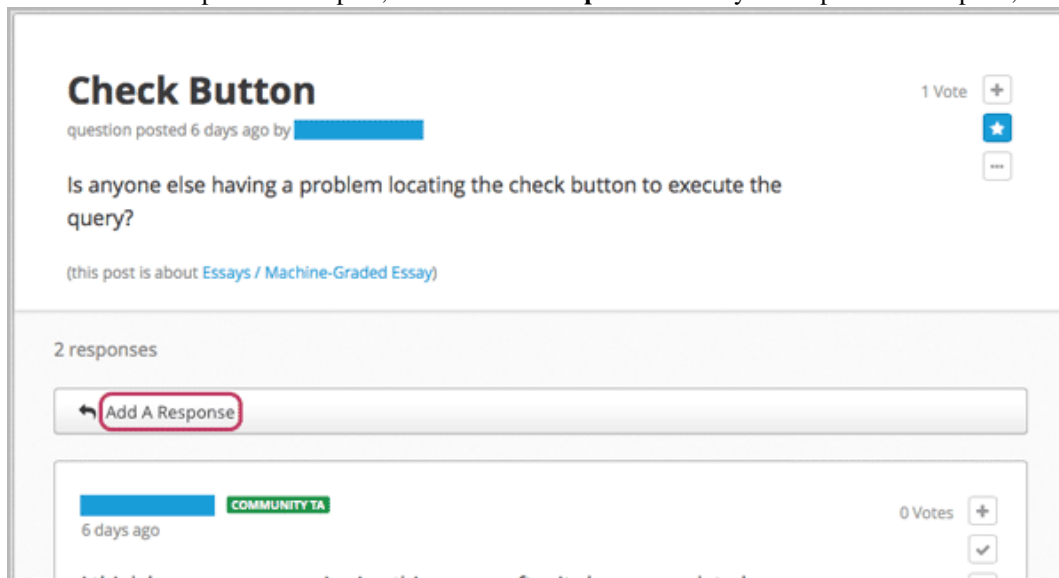 Check Button
1 Vote
question posted 6 days ago by
Is anyone else having a problem locating the check button to execute the
query?
(this post is about Essays / Machine-Graded Essay)
2 responses
Add A Response
COMMUNITY TA
0 Votes
6 days ago